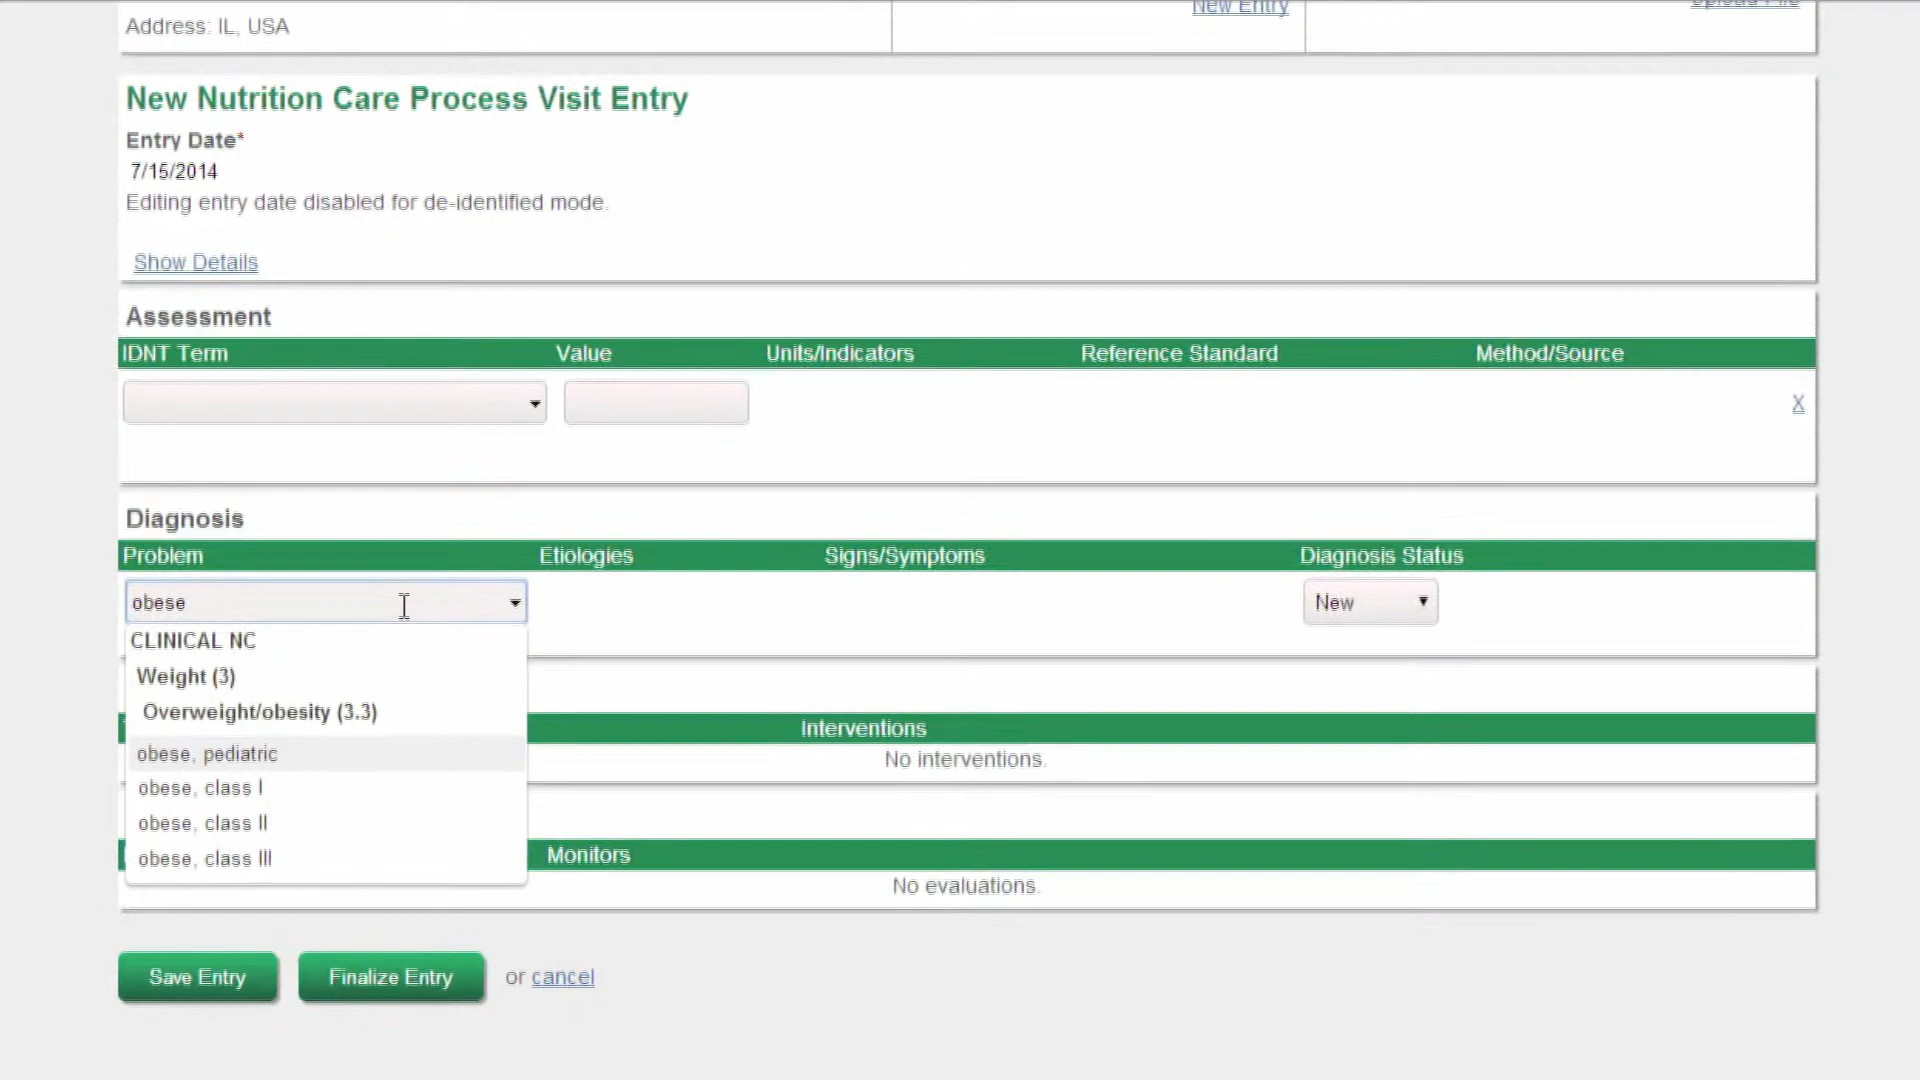 New Entry
Upload File
Address: IL, USA
New Nutrition Care Process Visit Entry
Entry Date*
7/15/2014
Editing entry date disabled for de-identified mode.
Show Details
Assessment
IDNT Term Value Units/Indicators Reference Standard Method/Source
X
Diagnosis
Problem Etiologies Signs/Symptoms Diagnosis Status
obese New
CLINICAL NC
Weight (3)
Overweight/obesity (3.3)
Interventions
obese, pediatric
No interventions.
obese, class I
obese, class II
obese, class III
Monitors
No evaluations.
Save Entry Finalize Entry or cancel